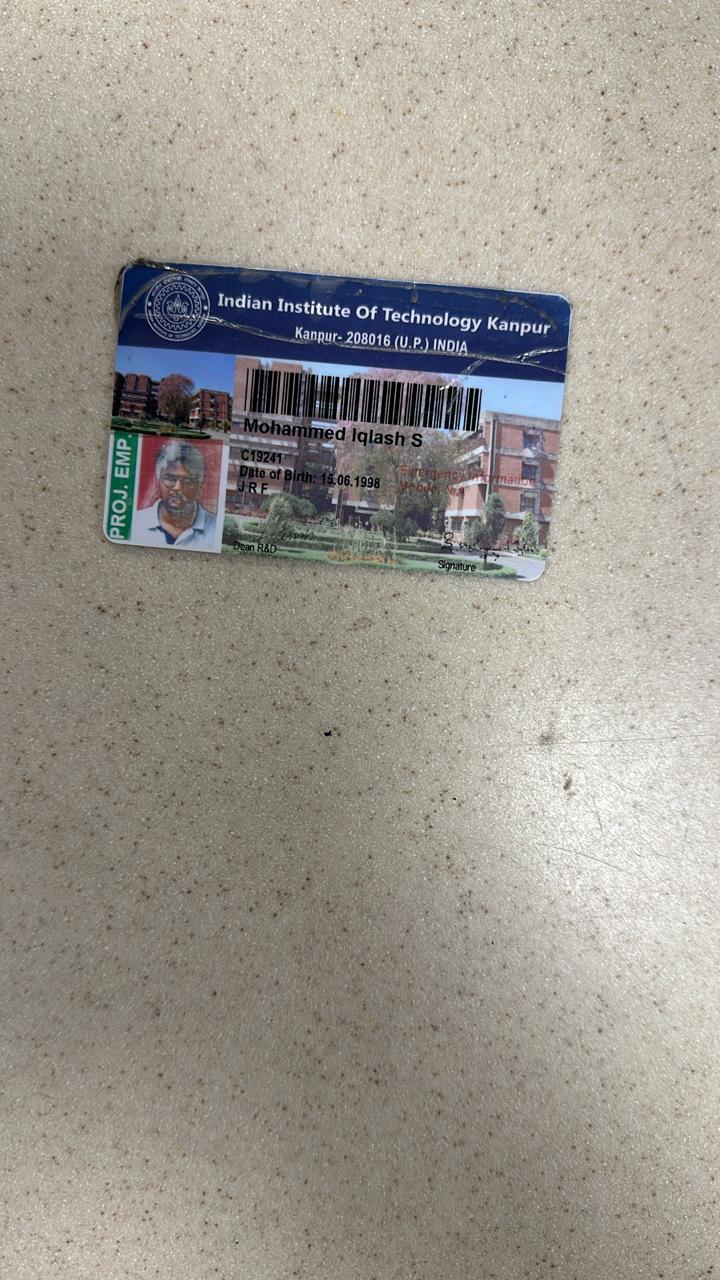 Indian Institute Of Technology Kanpur
Kanpur- 208016 (U.P.) INDIA
Mohammed Iqlash S
C19241
Date of Birth: 15.06.1998
J R F
Emergency Information
PROJ. EMP.
Dean R&D
Signature